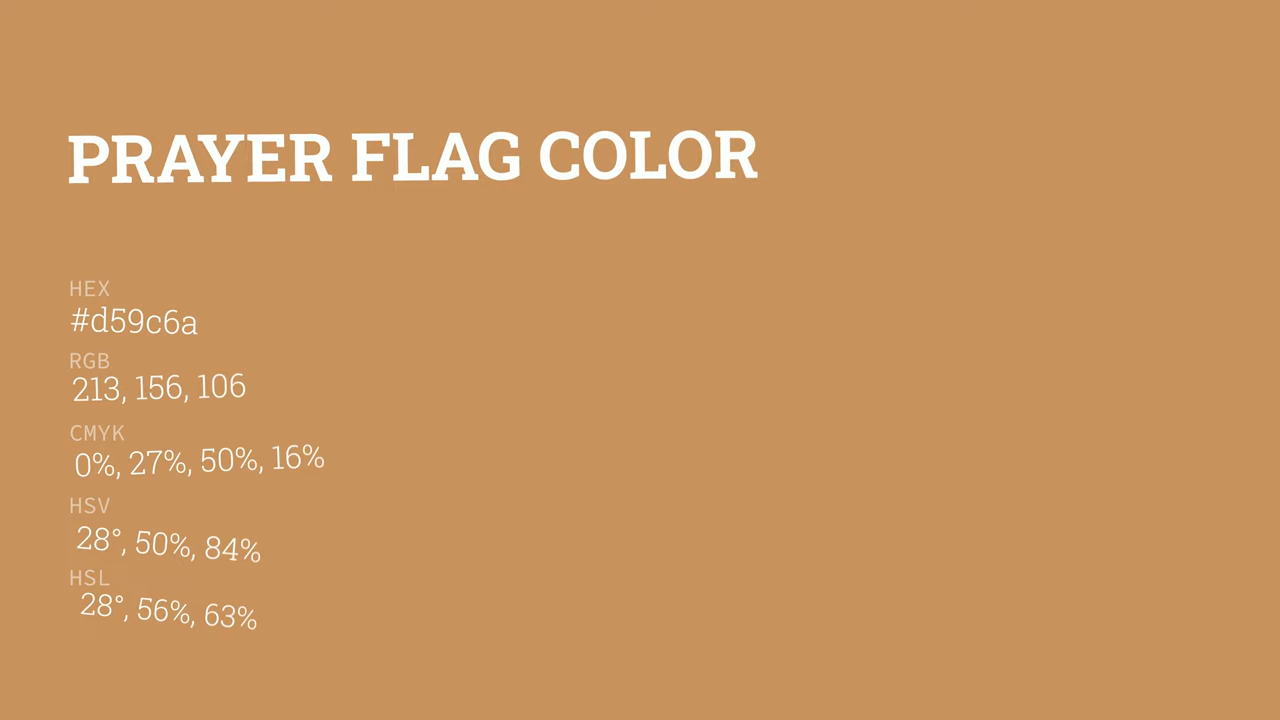 PRAYER FLAG COLOR
HEX
#d59c6a
RGB
213, 156, 106
CMYK
0%, 27%, 50%, 16%
HSV
28°, 50%, 84%
HSL
28°, 56%, 63%